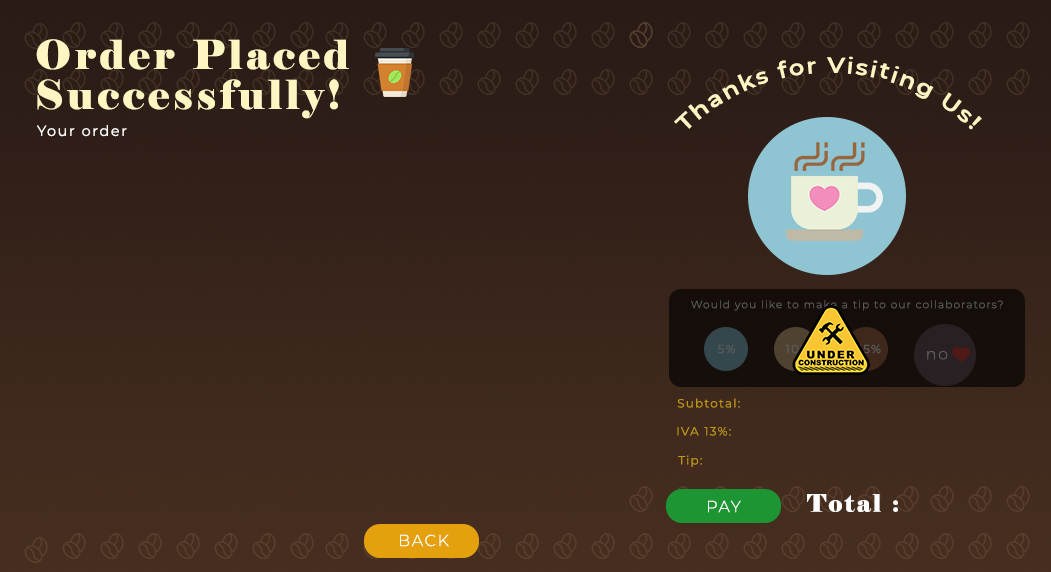 Order Placed
Successfully!
Your order
Thanks for Visiting Us!
Would you like to make a tip to our collaborators?
5%
10
5%
no
UNDER
CONSTRUCTION
Subtotal:
IVA 13%:
Tip:
PAY
Total :
BACK